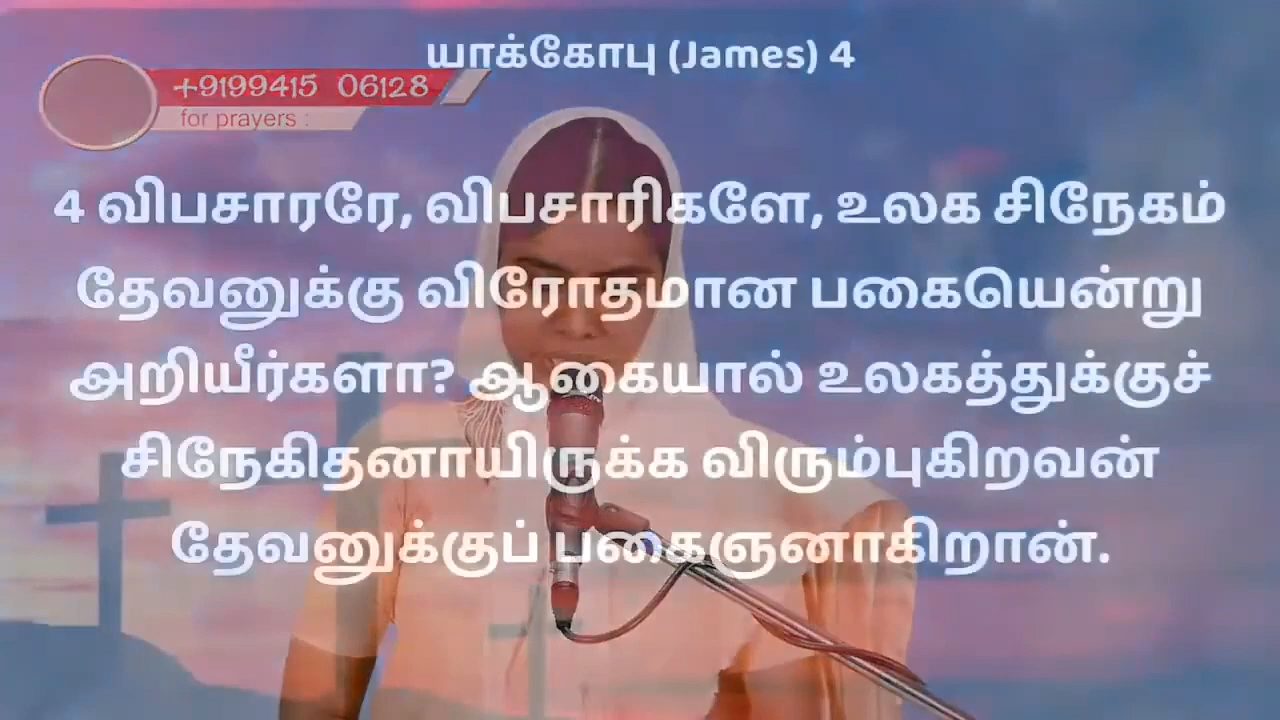 யாக்கோபு (James) 4
+9199415 06128
for prayers :
4 விபசாரரே, விபசாரிகளே, உலக சிநேகம்
தேவனுக்கு விரோதமான பகையென்று
அறியீர்களா? ஆகையால் உலகத்துக்குச்
சிநேகிதனாயிருக்க விரும்புகிறவன்
தேவனுக்குப் பகைஞனாகிறான்.